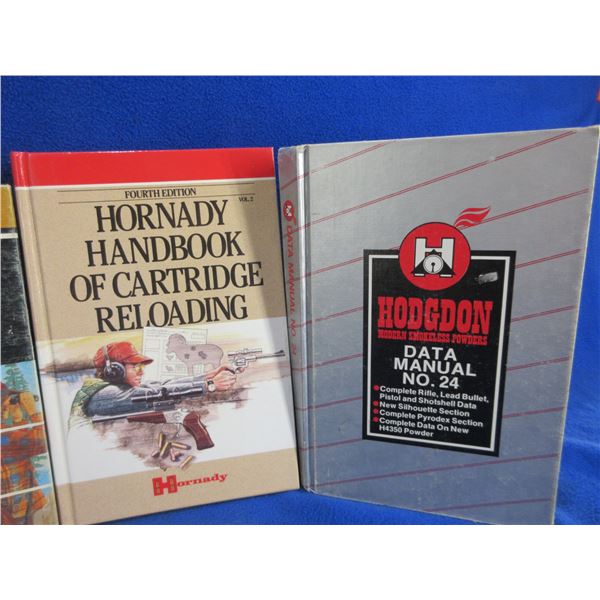 FOURTH EDITION
VOL. 2
HORNADY
HANDBOOK
OF CARTRIDGE
RELOADING
Hornady
DATA MANUAL NO. 24
H
HODGDON
MODERN SMOKELESS POWDERS
DATA
MANUAL
NO. 24
Complete Rifle, Lead Bullet,
Pistol and Shotshell Data
New Silhouette Section
Complete Pyrodex Section
Complete Data On New
H4350 Powder